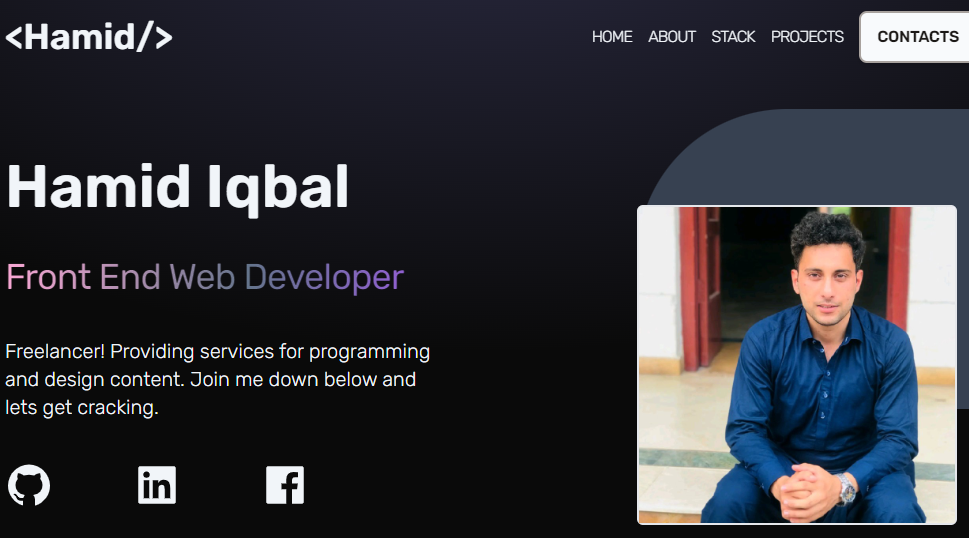 <Hamid/>
HOME ABOUT STACK PROJECTS CONTACTS
Hamid Iqbal
Front End Web Developer
Freelancer! Providing services for programming
and design content. Join me down below and
lets get cracking.
in